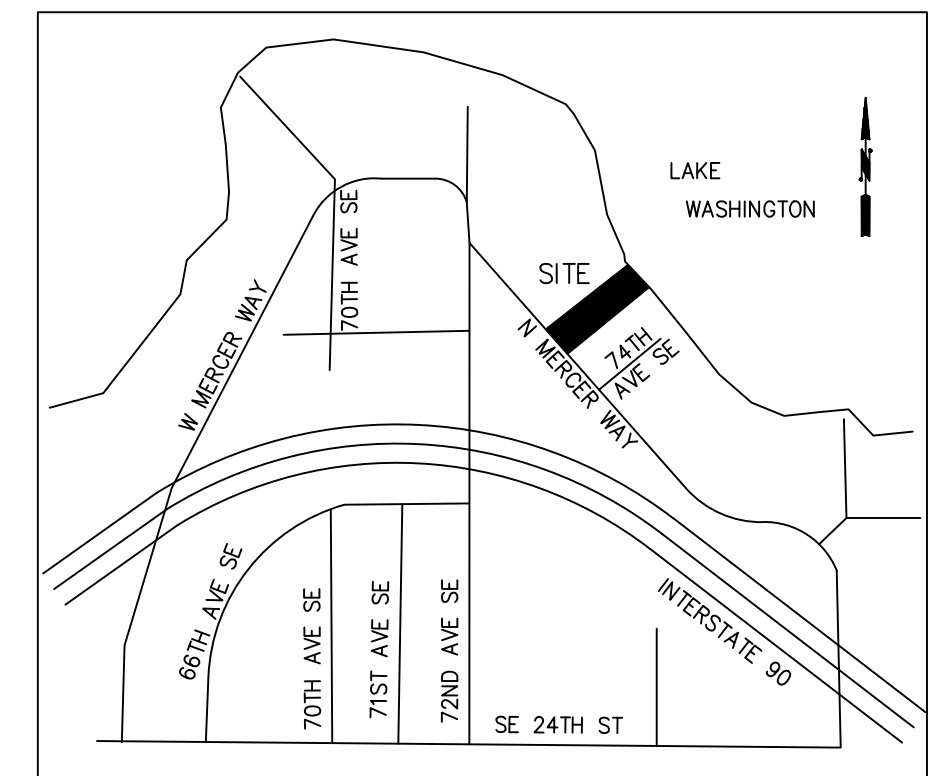 LAKE
WASHINGTON
N
SITE
70TH AVE SE
W MERCER WAY
N MERCER WAY
74TH
AVE SE
66TH AVE SE
70TH AVE SE
71ST AVE SE
72ND AVE SE
INTERSTATE 90
SE 24TH ST